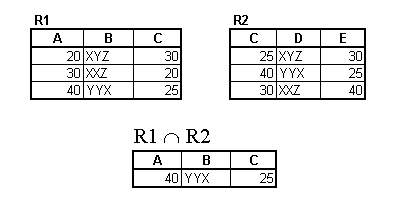 R1
A B C
20 XYZ 30
30 XXZ 20
40 YYX 25
R2
C D E
25 XYZ 30
40 YYX 25
30 XXZ 40
R1 ∩ R2
A B C
40 YYX 25